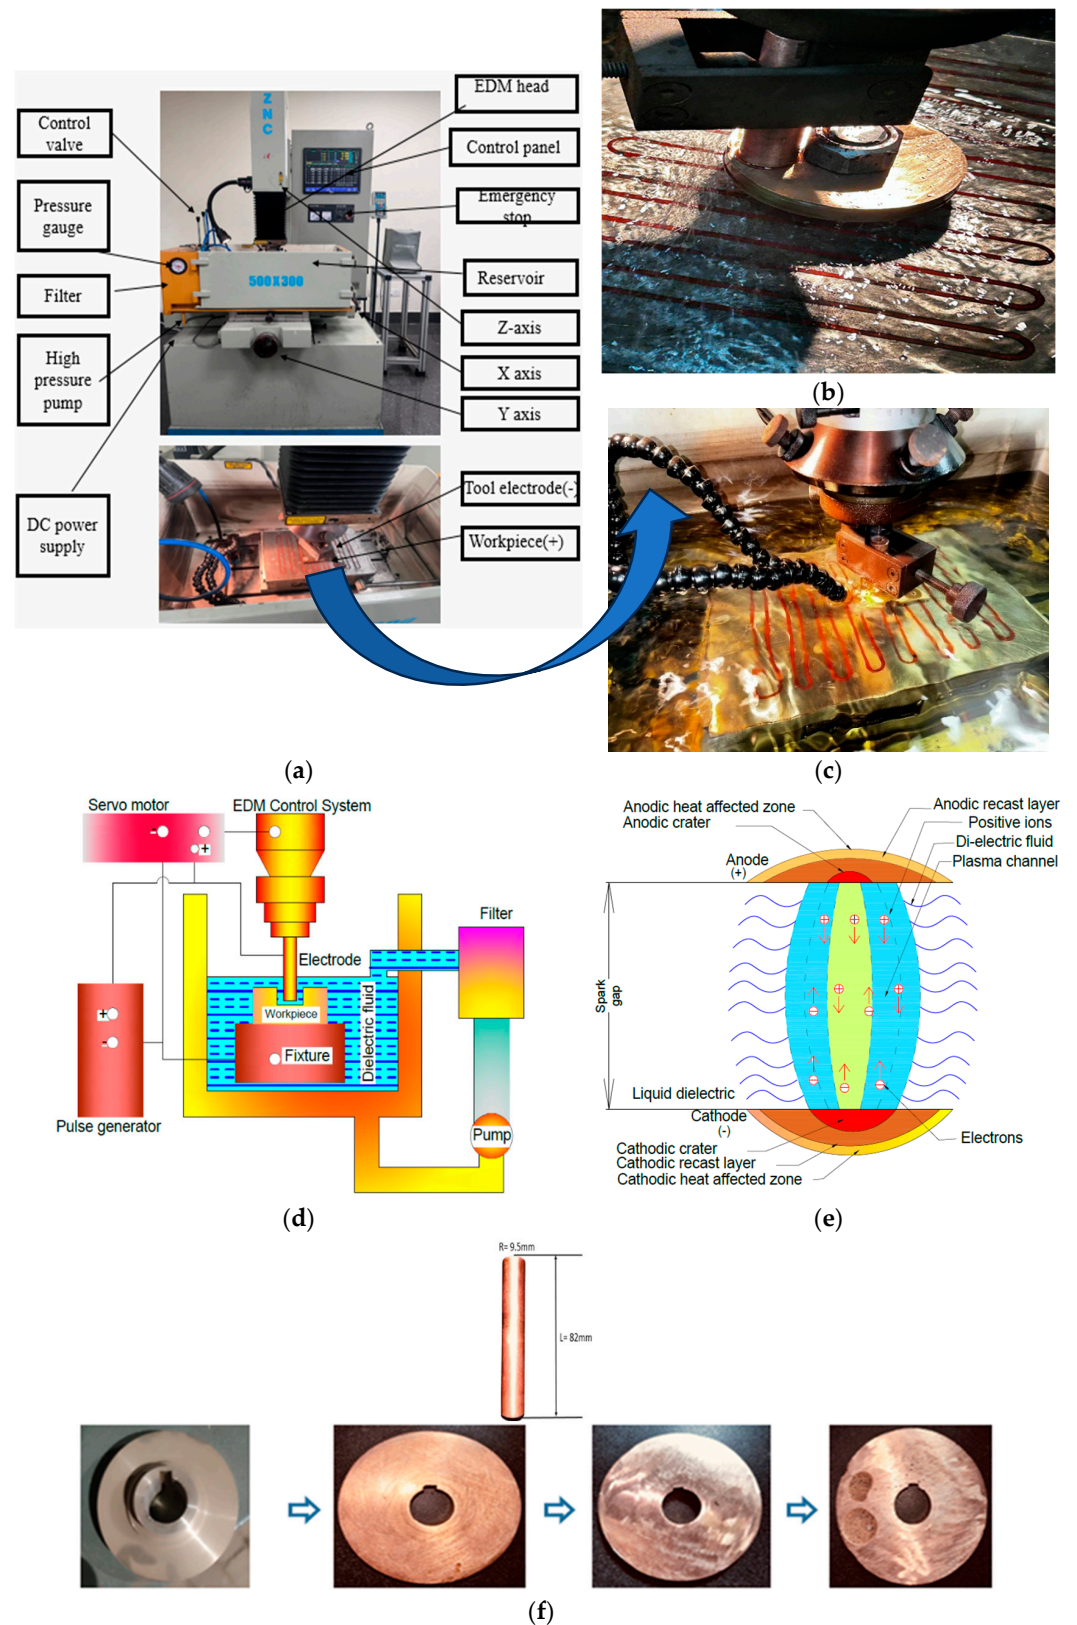 Control
valve
Pressure
gauge
Filter
High
pressure
pump
DC power
supply
ZNC
500X300
EDM head
Control panel
Emergency
stop
Reservoir
Z-axis
X axis
Y axis
Tool electrode(-)
Workpiece(+)
(a)
(b)
(c)
Servo motor
EDM Control System
-
+
Electrode
Filter
Workpiece
Fixture
Dielectric fluid
+
-
Pulse generator
Pump
(d)
Anodic heat affected zone
Anodic crater
Anodic recast layer
Positive ions
Di-electric fluid
Plasma channel
Anode
(+)
Spark
gap
Liquid dielectric
Cathode
(-)
Cathodic crater
Cathodic recast layer
Cathodic heat affected zone
Electrons
(e)
R= 9.5mm
L= 82mm
(f)